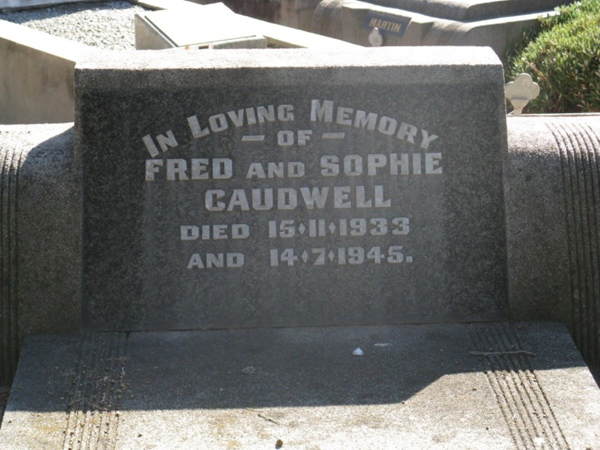 MARTIN
IN LOVING MEMORY
— OF —
FRED AND SOPHIE
CAUDWELL
DIED 15·11·1933
AND 14·7·1945.